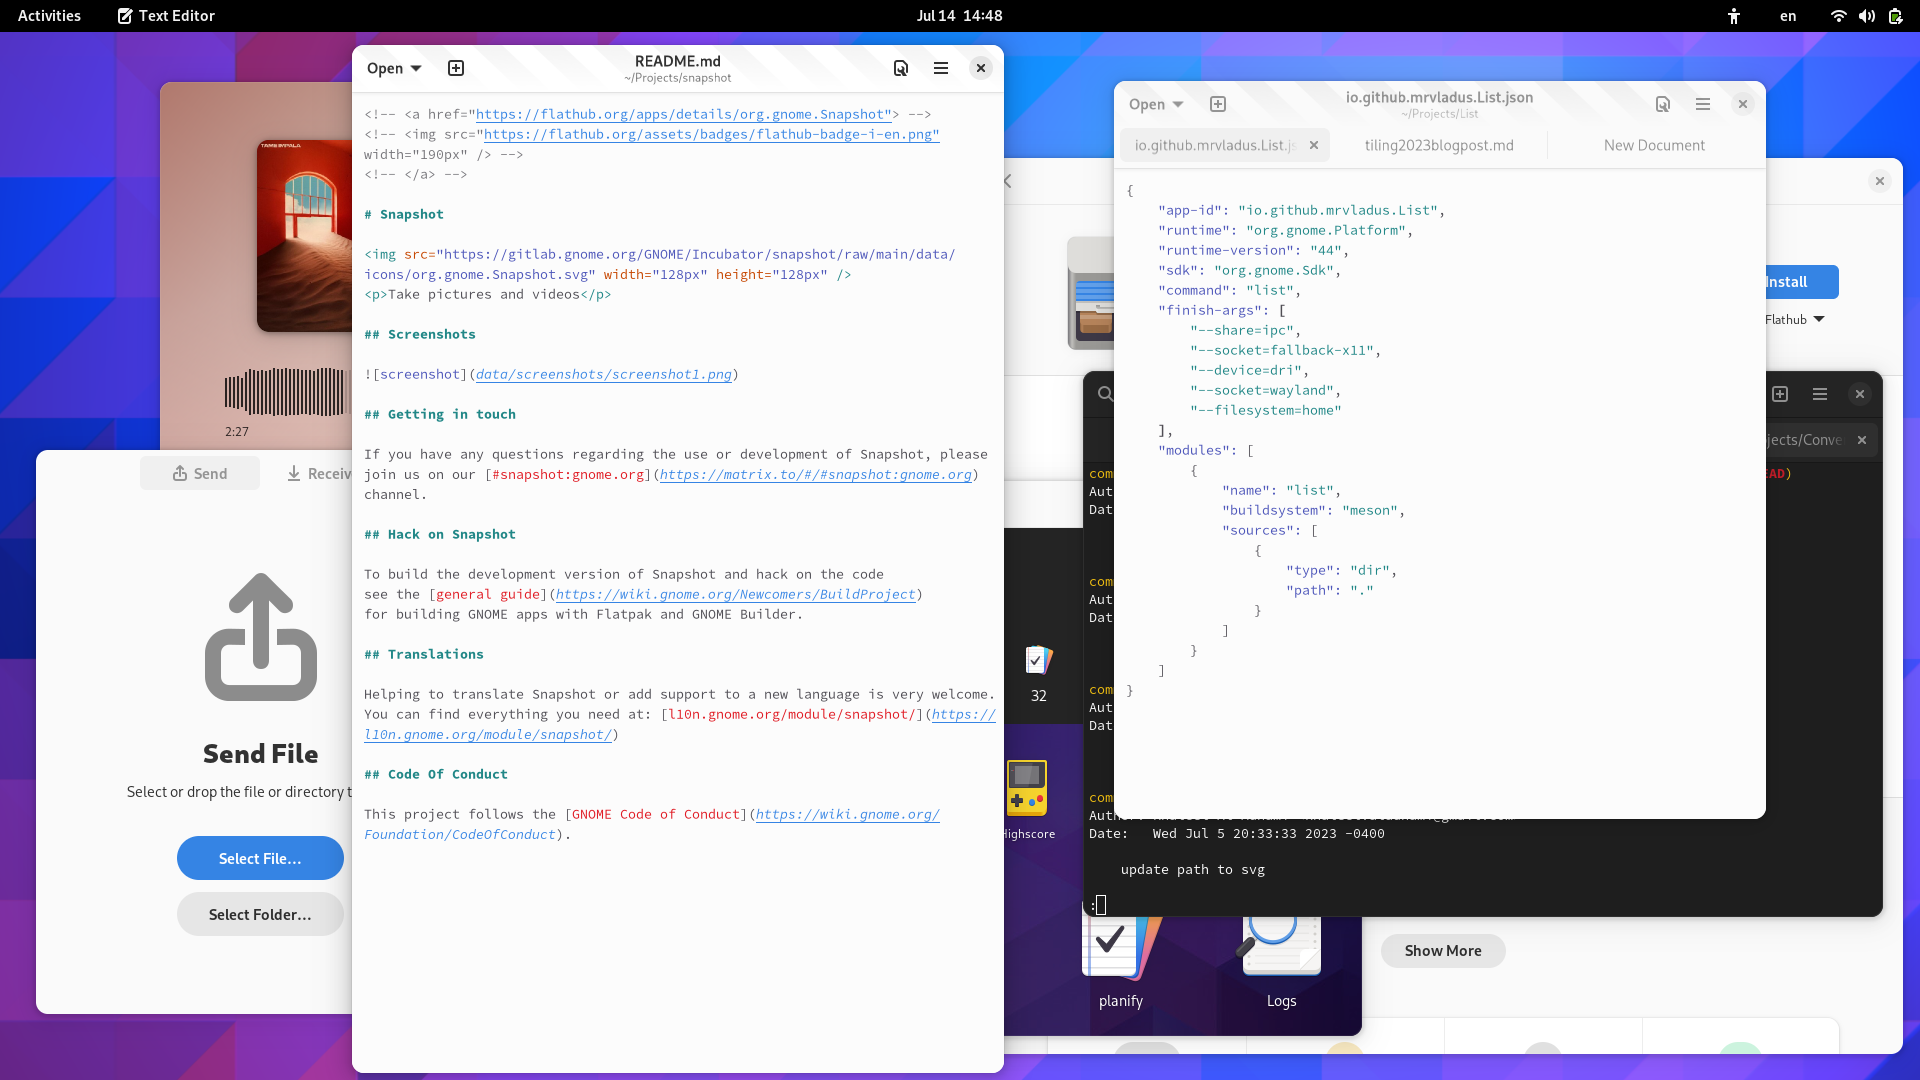 Activities
Text Editor
Jul 14 14:48
en
TAME IMPALA
2:27
Send
Receiv
Send File
Select or drop the file or directory t
Select File...
Select Folder...
Open
README.md
~/Projects/snapshot
<!-- <a href="https://flathub.org/apps/details/org.gnome.Snapshot"> -->
<!-- <img src="https://flathub.org/assets/badges/flathub-badge-i-en.png"
width="190px" /> -->
<!-- </a> -->
# Snapshot
<img src="https://gitlab.gnome.org/GNOME/Incubator/snapshot/raw/main/data/
icons/org.gnome.Snapshot.svg" width="128px" height="128px" />
<p>Take pictures and videos</p>
## Screenshots
![screenshot](data/screenshots/screenshot1.png)
## Getting in touch
If you have any questions regarding the use or development of Snapshot, please
join us on our [#snapshot:gnome.org](https://matrix.to/#/#snapshot:gnome.org)
channel.
## Hack on Snapshot
To build the development version of Snapshot and hack on the code
see the [general guide](https://wiki.gnome.org/Newcomers/BuildProject)
for building GNOME apps with Flatpak and GNOME Builder.
## Translations
Helping to translate Snapshot or add support to a new language is very welcome.
You can find everything you need at: [l10n.gnome.org/module/snapshot/](https://
l10n.gnome.org/module/snapshot/)
## Code Of Conduct
This project follows the [GNOME Code of Conduct](https://wiki.gnome.org/
Foundation/CodeOfConduct).
Open
io.github.mrvladus.List.json
~/Projects/List
io.github.mrvladus.List.js
tiling2023blogpost.md
New Document
{
"app-id": "io.github.mrvladus.List",
"runtime": "org.gnome.Platform",
"runtime-version": "44",
"sdk": "org.gnome.Sdk",
"command": "list",
"finish-args": [
"--share=ipc",
"--socket=fallback-x11",
"--device=dri",
"--socket=wayland",
"--filesystem=home"
],
"modules": [
{
"name": "list",
"buildsystem": "meson",
"sources": [
{
"type": "dir",
"path": "."
}
]
}
]
}
Install
Flathub
jects/Conve
com
EAD)
Aut
Dat
com
Aut
Dat
com
Aut
Dat
com
Date: Wed Jul 5 20:33:33 2023 -0400
update path to svg
:
32
Highscore
planify
Logs
Show More